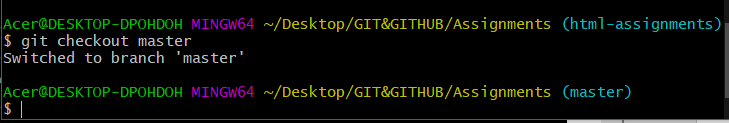 Acer@DESKTOP-DPOHDOH MINGW64 ~/Desktop/GIT&GITHUB/Assignments (html-assignments)
$ git checkout master
Switched to branch 'master'
Acer@DESKTOP-DPOHDOH MINGW64 ~/Desktop/GIT&GITHUB/Assignments (master)
$